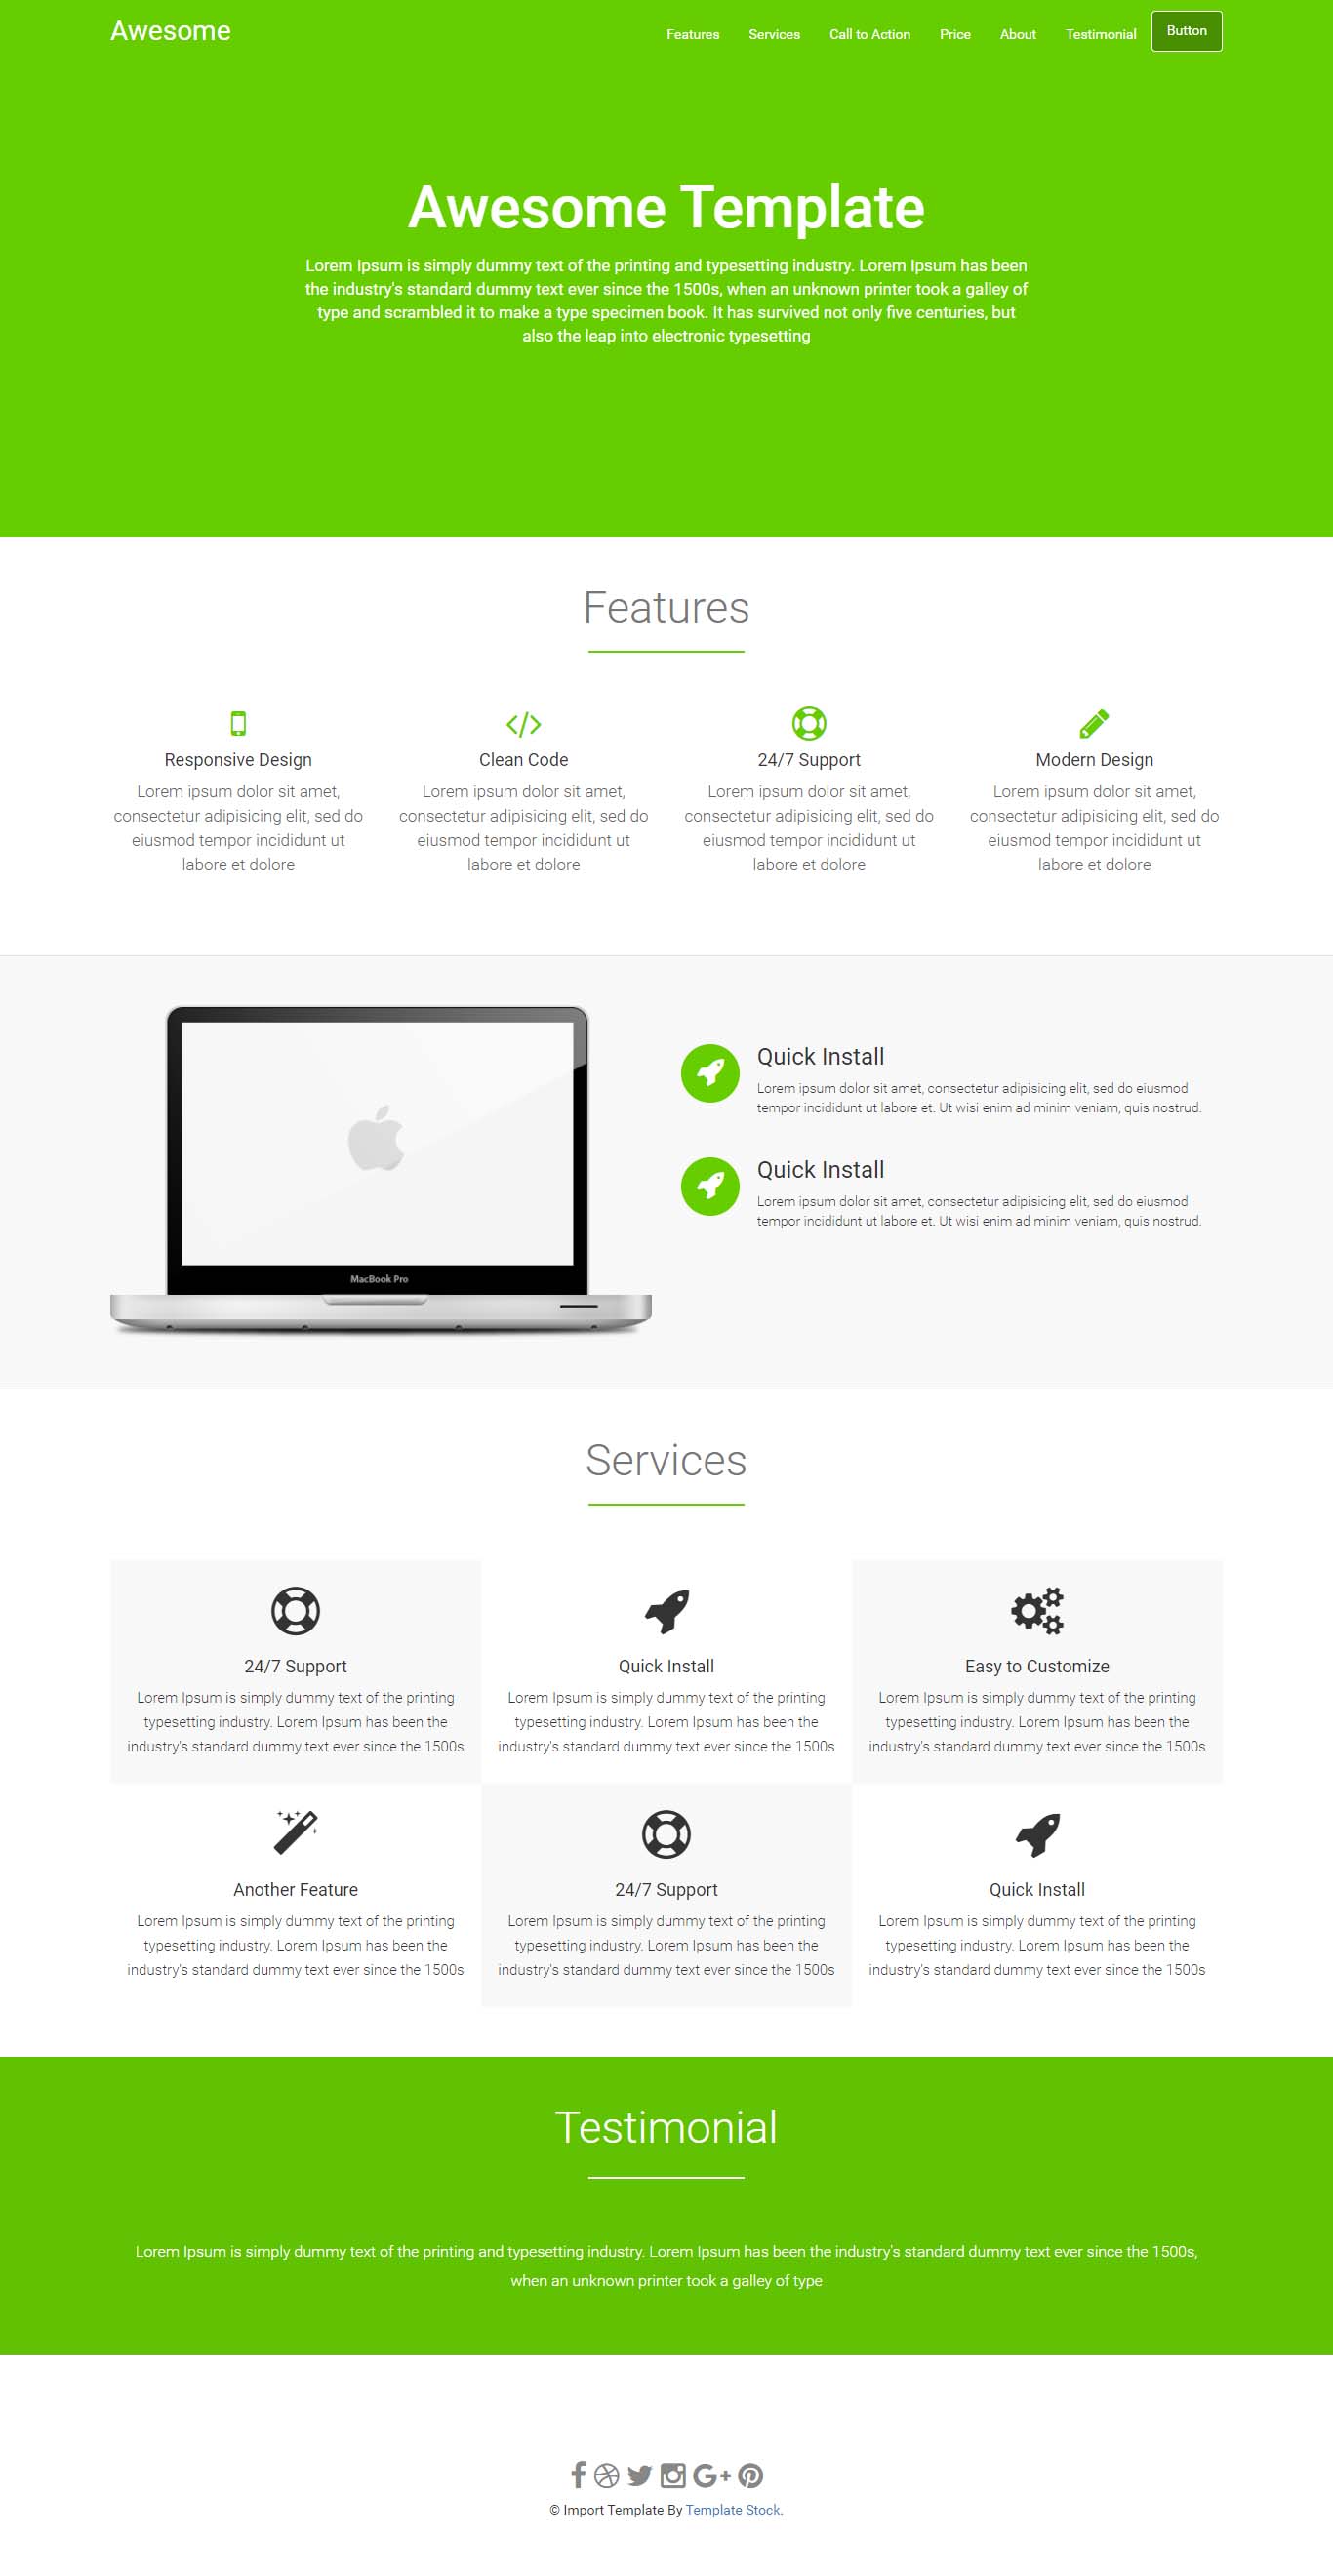 Awesome
Features Services Call to Action Price About Testimonial Button
Awesome Template
Lorem Ipsum is simply dummy text of the printing and typesetting industry. Lorem Ipsum has been
the industry's standard dummy text ever since the 1500s, when an unknown printer took a galley of
type and scrambled it to make a type specimen book. It has survived not only five centuries, but
also the leap into electronic typesetting
Features
Responsive Design
Lorem ipsum dolor sit amet,
consectetur adipisicing elit, sed do
eiusmod tempor incididunt ut
labore et dolore
Clean Code
Lorem ipsum dolor sit amet,
consectetur adipisicing elit, sed do
eiusmod tempor incididunt ut
labore et dolore
24/7 Support
Lorem ipsum dolor sit amet,
consectetur adipisicing elit, sed do
eiusmod tempor incididunt ut
labore et dolore
Modern Design
Lorem ipsum dolor sit amet,
consectetur adipisicing elit, sed do
eiusmod tempor incididunt ut
labore et dolore
MacBook Pro
Quick Install
Lorem ipsum dolor sit amet, consectetur adipisicing elit, sed do eiusmod
tempor incididunt ut labore et. Ut wisi enim ad minim veniam, quis nostrud.
Quick Install
Lorem ipsum dolor sit amet, consectetur adipisicing elit, sed do eiusmod
tempor incididunt ut labore et. Ut wisi enim ad minim veniam, quis nostrud.
Services
24/7 Support
Lorem Ipsum is simply dummy text of the printing
typesetting industry. Lorem Ipsum has been the
industry's standard dummy text ever since the 1500s
Quick Install
Lorem Ipsum is simply dummy text of the printing
typesetting industry. Lorem Ipsum has been the
industry's standard dummy text ever since the 1500s
Easy to Customize
Lorem Ipsum is simply dummy text of the printing
typesetting industry. Lorem Ipsum has been the
industry's standard dummy text ever since the 1500s
Another Feature
Lorem Ipsum is simply dummy text of the printing
typesetting industry. Lorem Ipsum has been the
industry's standard dummy text ever since the 1500s
24/7 Support
Lorem Ipsum is simply dummy text of the printing
typesetting industry. Lorem Ipsum has been the
industry's standard dummy text ever since the 1500s
Quick Install
Lorem Ipsum is simply dummy text of the printing
typesetting industry. Lorem Ipsum has been the
industry's standard dummy text ever since the 1500s
Testimonial
Lorem Ipsum is simply dummy text of the printing and typesetting industry. Lorem Ipsum has been the industry's standard dummy text ever since the 1500s,
when an unknown printer took a galley of type
© Import Template By Template Stock.